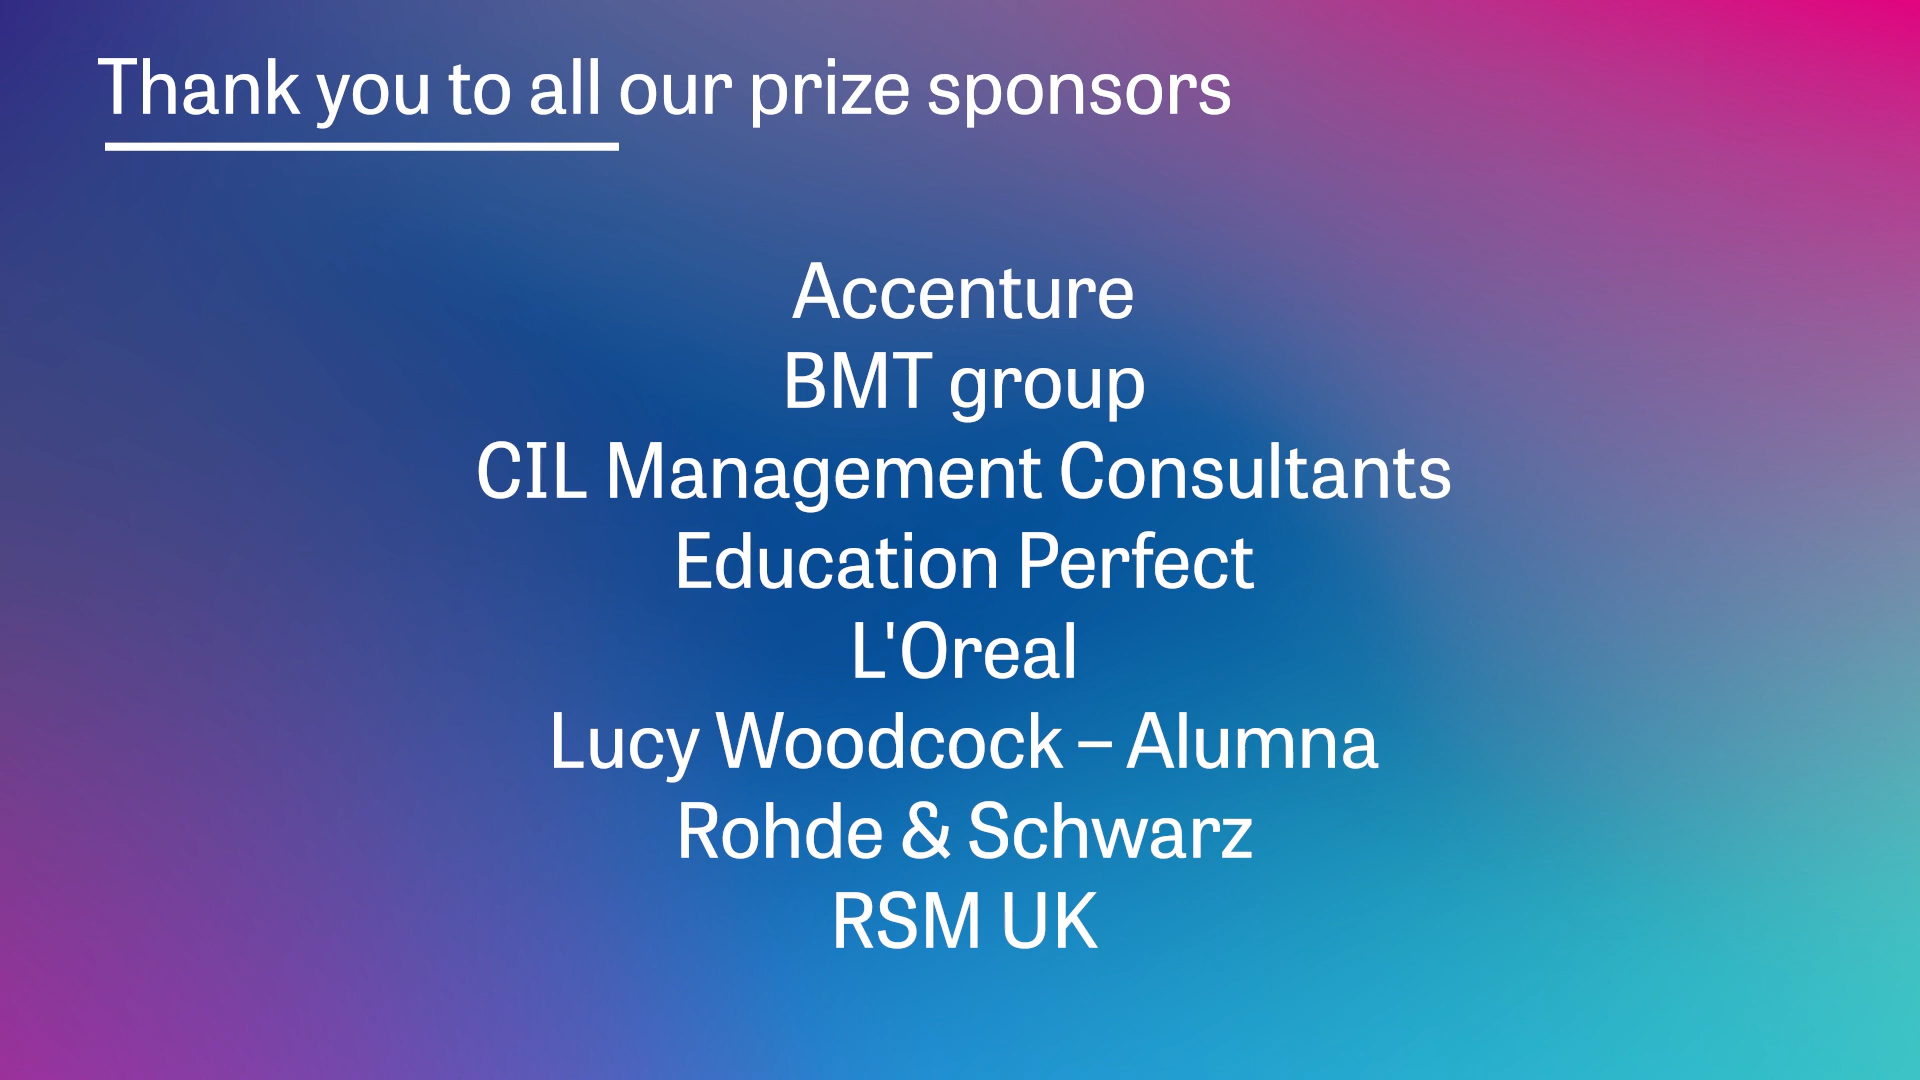 Thank you to all our prize sponsors
Accenture
BMT group
CIL Management Consultants
Education Perfect
L'Oreal
Lucy Woodcock – Alumna
Rohde & Schwarz
RSM UK